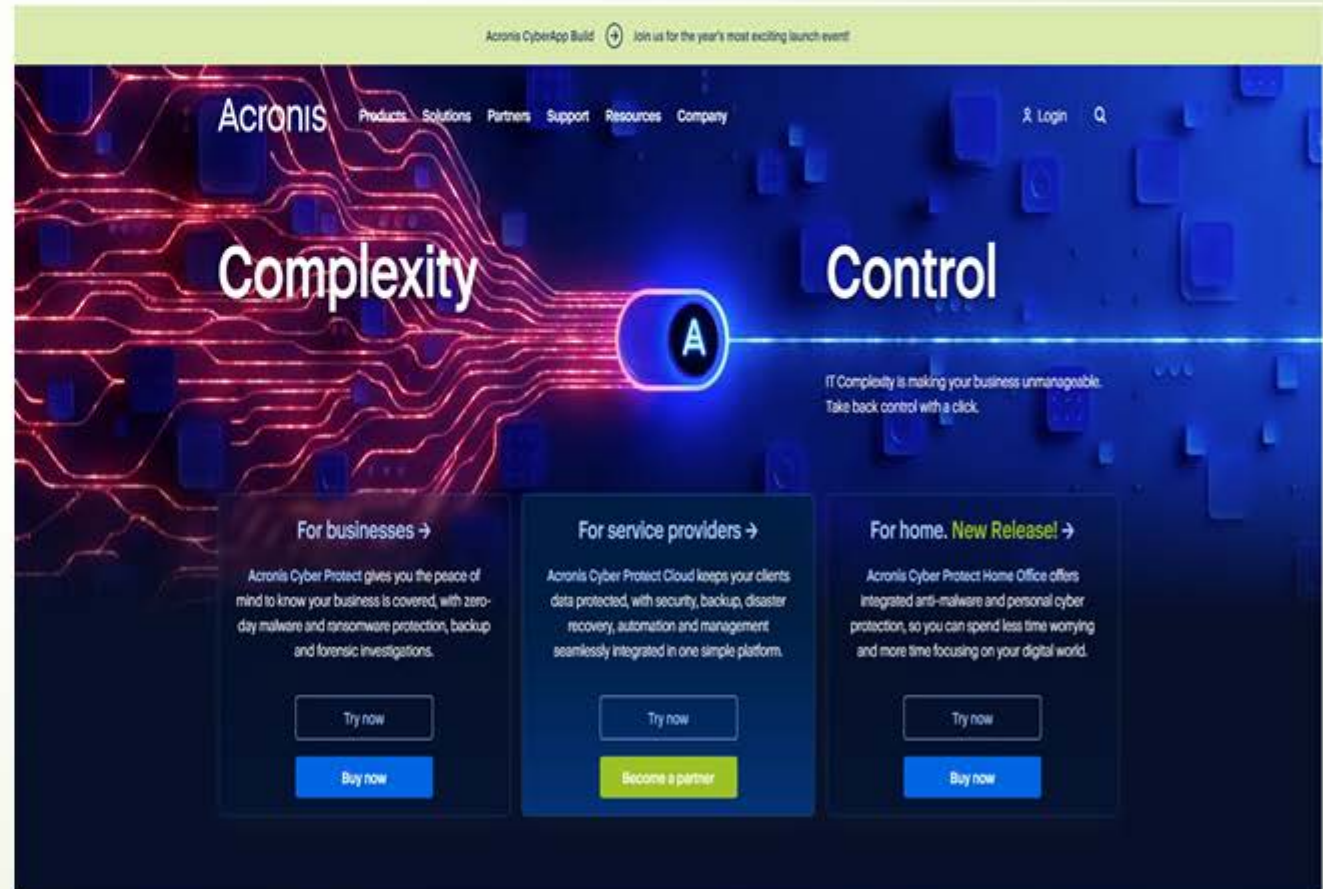 Acronis CyberApp Build Join us for the year's most exciting launch event!
Acronis Products Solutions Partners Support Resources Company Login
Complexity
Control
A
IT Complexity is making your business unmanageable.
Take back control with a click.
For businesses →
Acronis Cyber Protect gives you the peace of
mind to know your business is covered, with zero-
day malware and ransomware protection, backup
and forensic investigations.
Try now
Buy now
For service providers →
Acronis Cyber Protect Cloud keeps your clients
data protected, with security, backup, disaster
recovery, automation and management
seamlessly integrated in one simple platform.
Try now
Become a partner
For home. New Release! →
Acronis Cyber Protect Home Office offers
integrated anti-malware and personal cyber
protection, so you can spend less time worrying
and more time focusing on your digital world.
Try now
Buy now